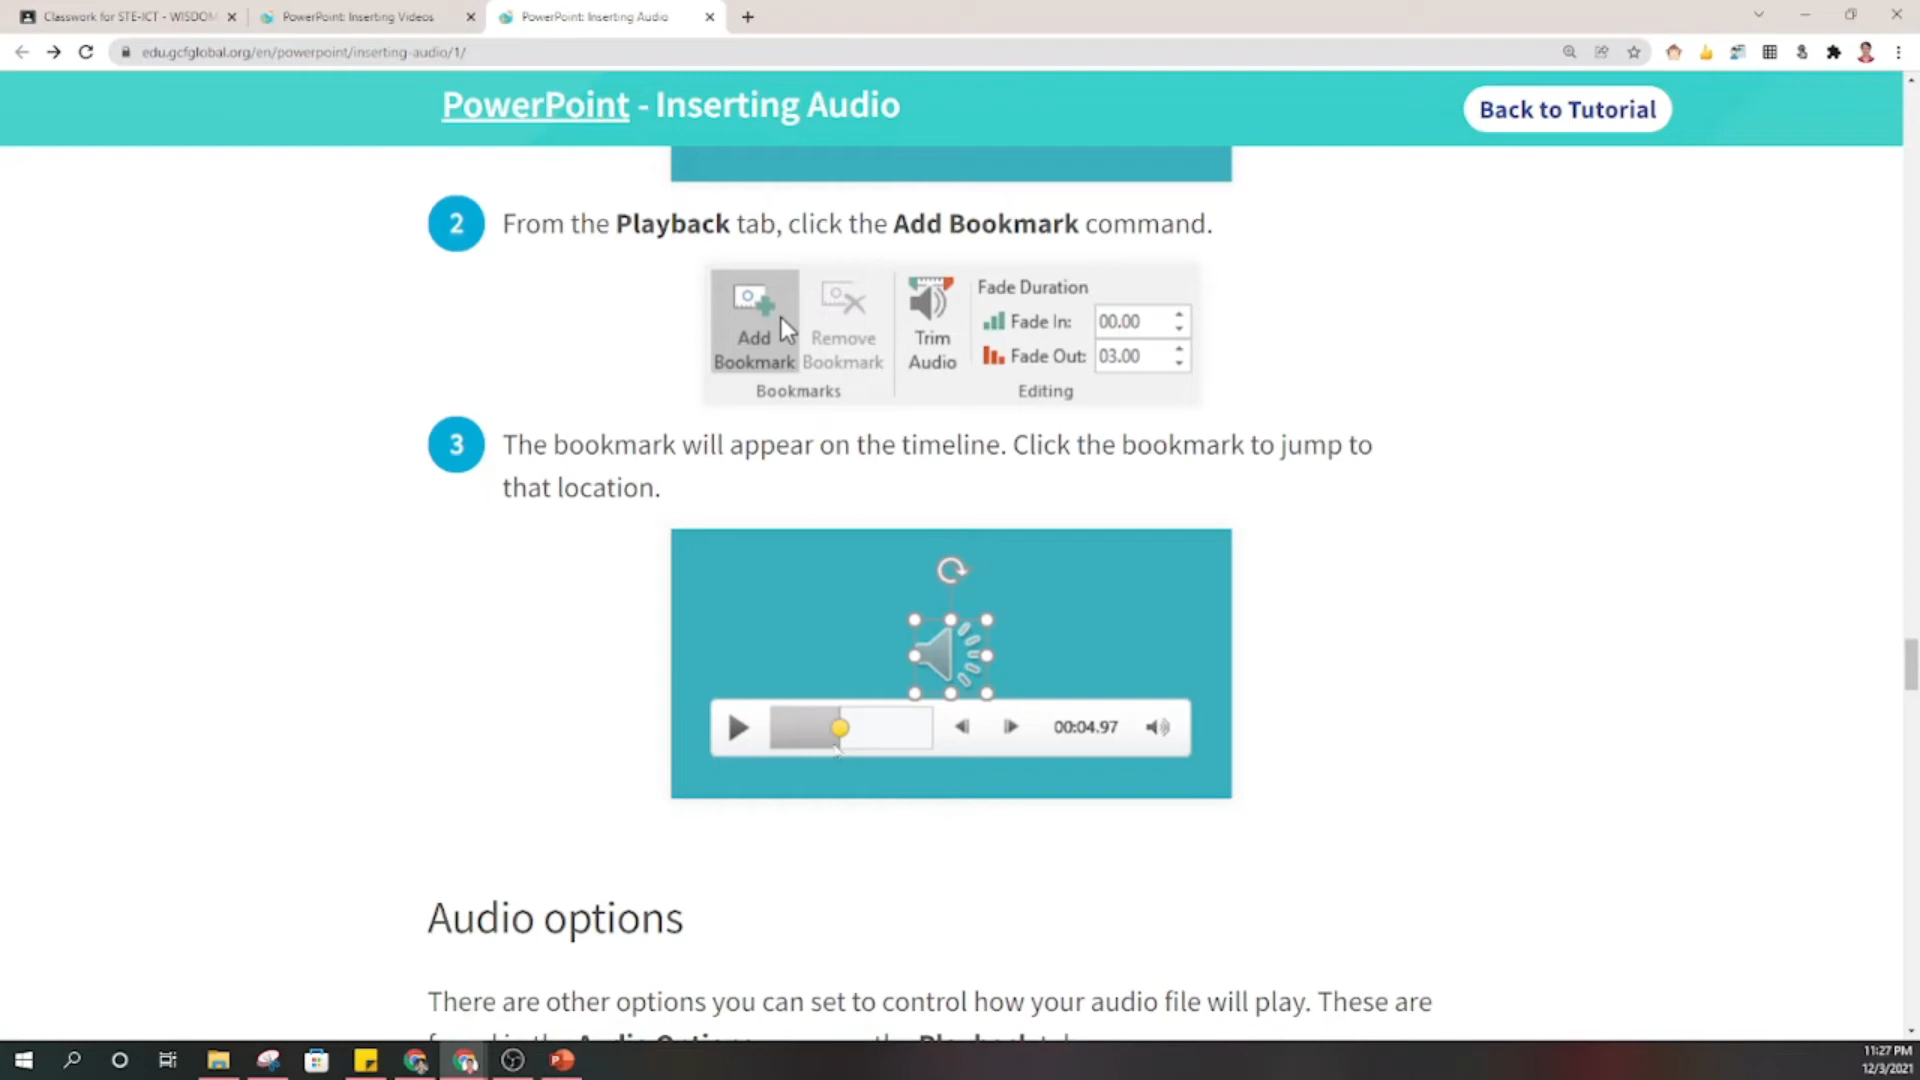 Classwork for STE-ICT - WISDOM
PowerPoint: Inserting Videos
PowerPoint: Inserting Audio
edu.gcfglobal.org/en/powerpoint/inserting-audio/1/
PowerPoint - Inserting Audio
Back to Tutorial
2 From the Playback tab, click the Add Bookmark command.
Add Bookmark
Remove Bookmark
Bookmarks
Trim Audio
Fade Duration
Fade In: 00.00
Fade Out: 03.00
Editing
3 The bookmark will appear on the timeline. Click the bookmark to jump to
that location.
00:04.97
Audio options
There are other options you can set to control how your audio file will play. These are
11:27 PM
12/3/2021